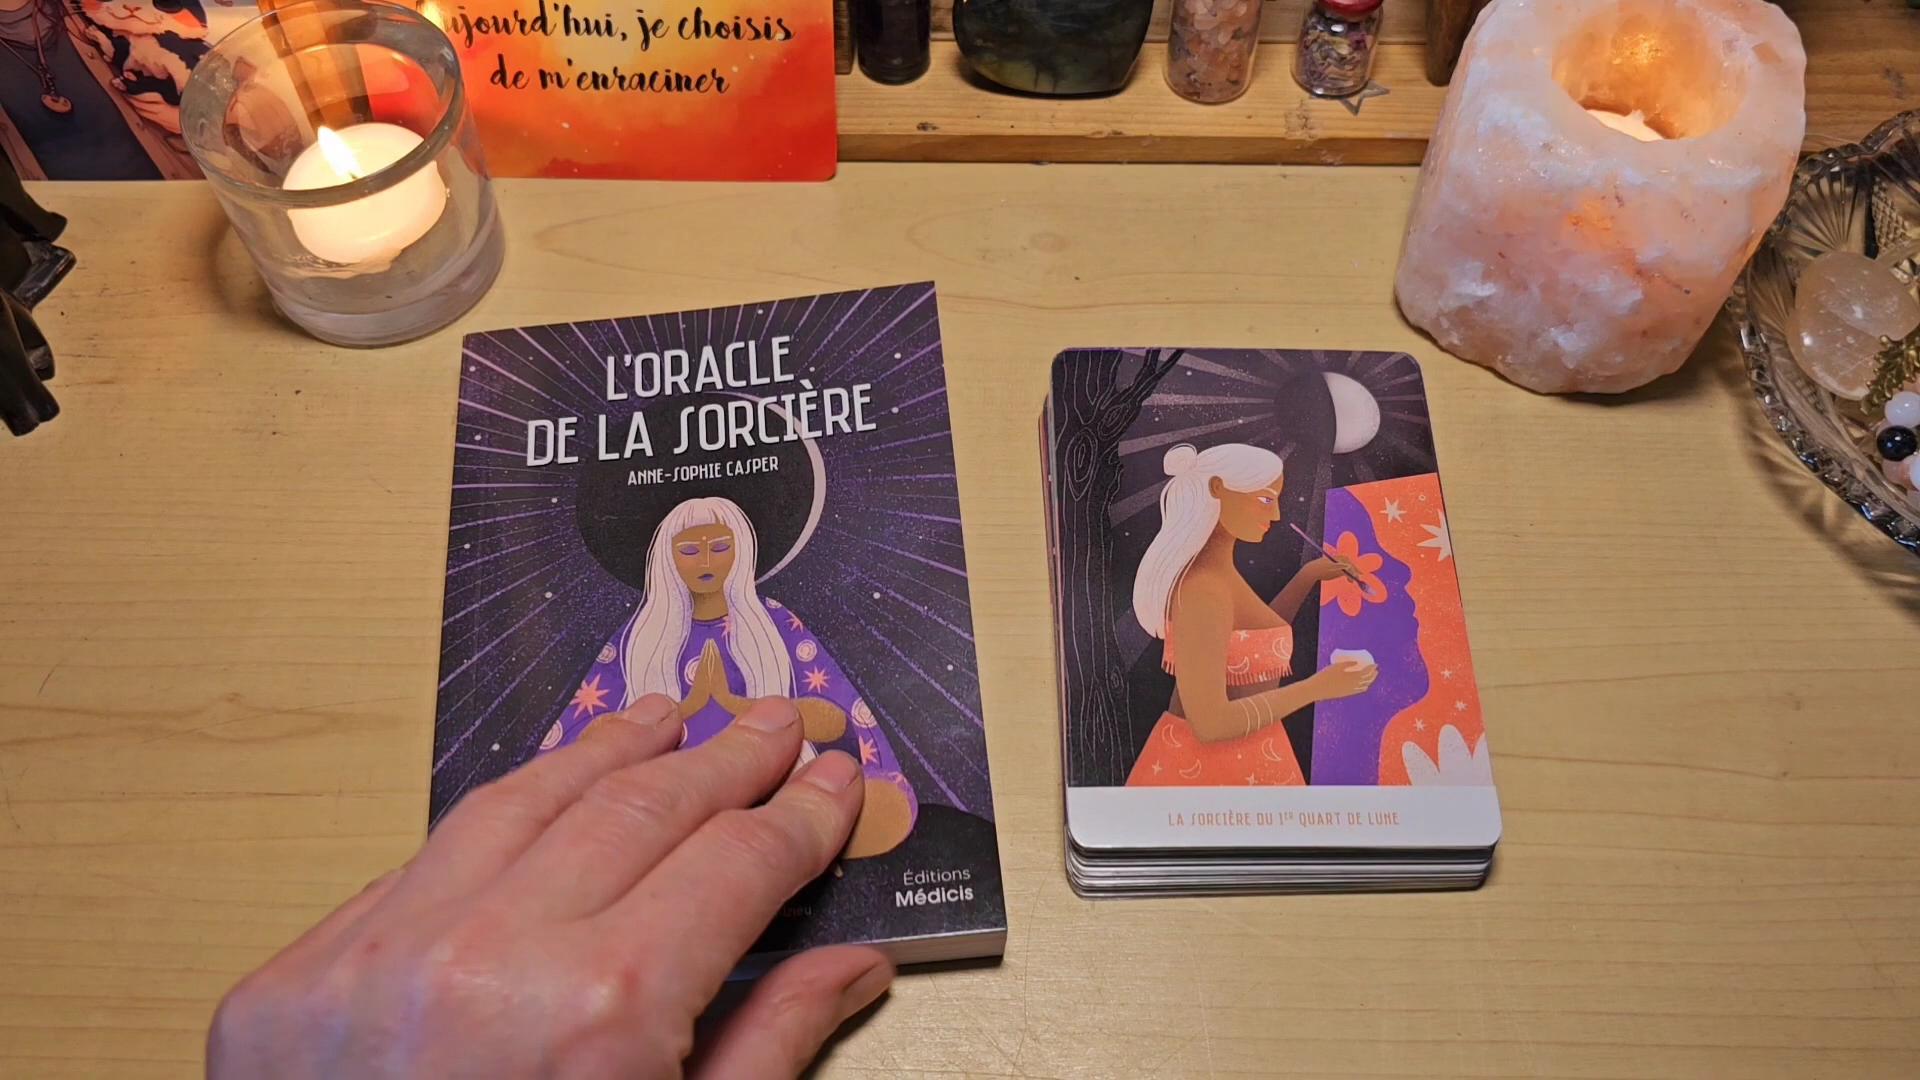 ujourd'hui, je choisis
de m'enraciner
L'ORACLE
DE LA SORCIÈRE
ANNE-SOPHIE CASPER
Éditions
Médicis
LA SORCIÈRE DU 1ER QUART DE LUNE